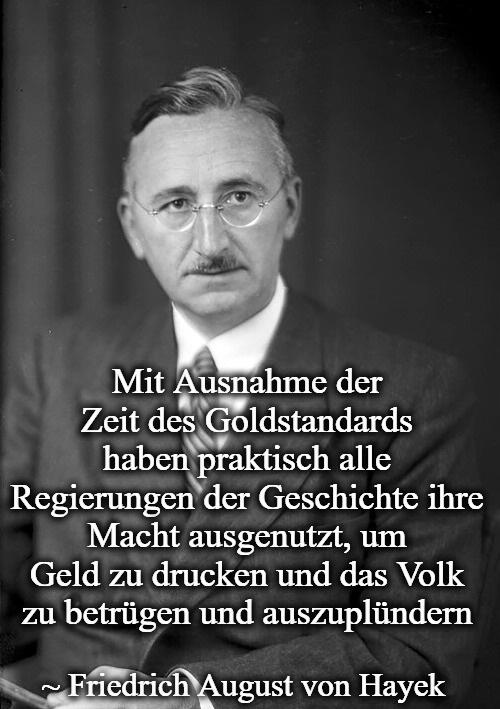 Mit Ausnahme der
Zeit des Goldstandards
haben praktisch alle
Regierungen der Geschichte ihre
Macht ausgenutzt, um
Geld zu drucken und das Volk
zu betrügen und auszuplündern
~ Friedrich August von Hayek